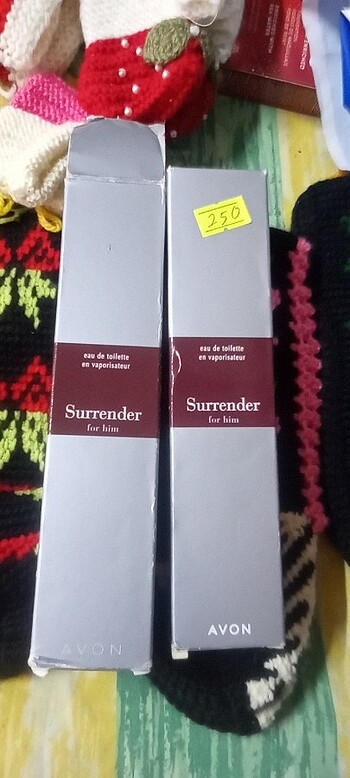 eau de toilette
en vaporisateur
Surrender
for him
AVON
250
eau de toilette
en vaporisateur
Surrender
for him
AVON